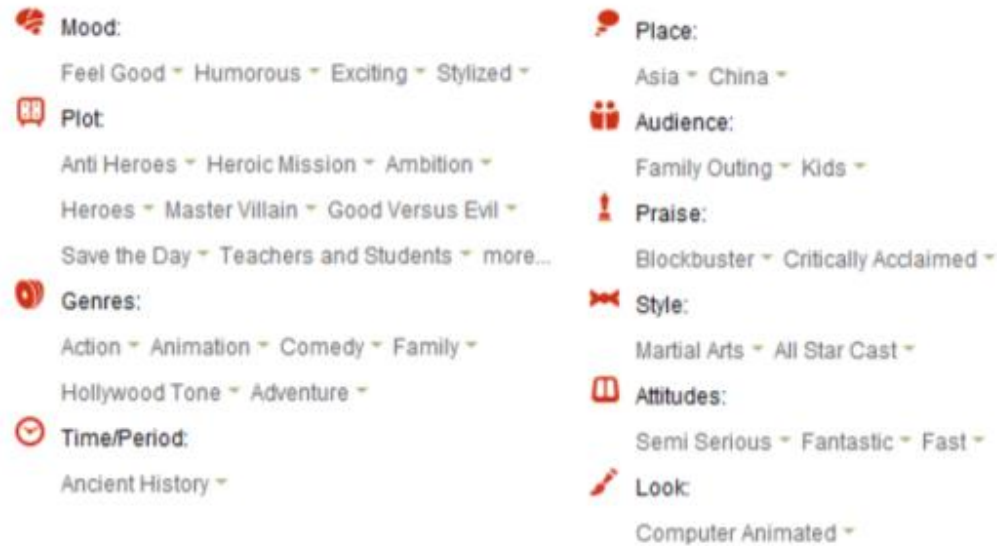 Mood:
Feel Good Humorous Exciting Stylized
Plot:
Anti Heroes Heroic Mission Ambition
Heroes Master Villain Good Versus Evil
Save the Day Teachers and Students more...
Genres:
Action Animation Comedy Family
Hollywood Tone Adventure
Time/Period:
Ancient History
Place:
Asia China
Audience:
Family Outing Kids
Praise:
Blockbuster Critically Acclaimed
Style:
Martial Arts All Star Cast
Attitudes:
Semi Serious Fantastic Fast
Look:
Computer Animated